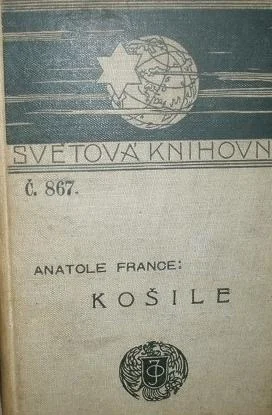 SVĚTOVÁ KNIHOVN
Č. 867.
ANATOLE FRANCE:
KOŠILE